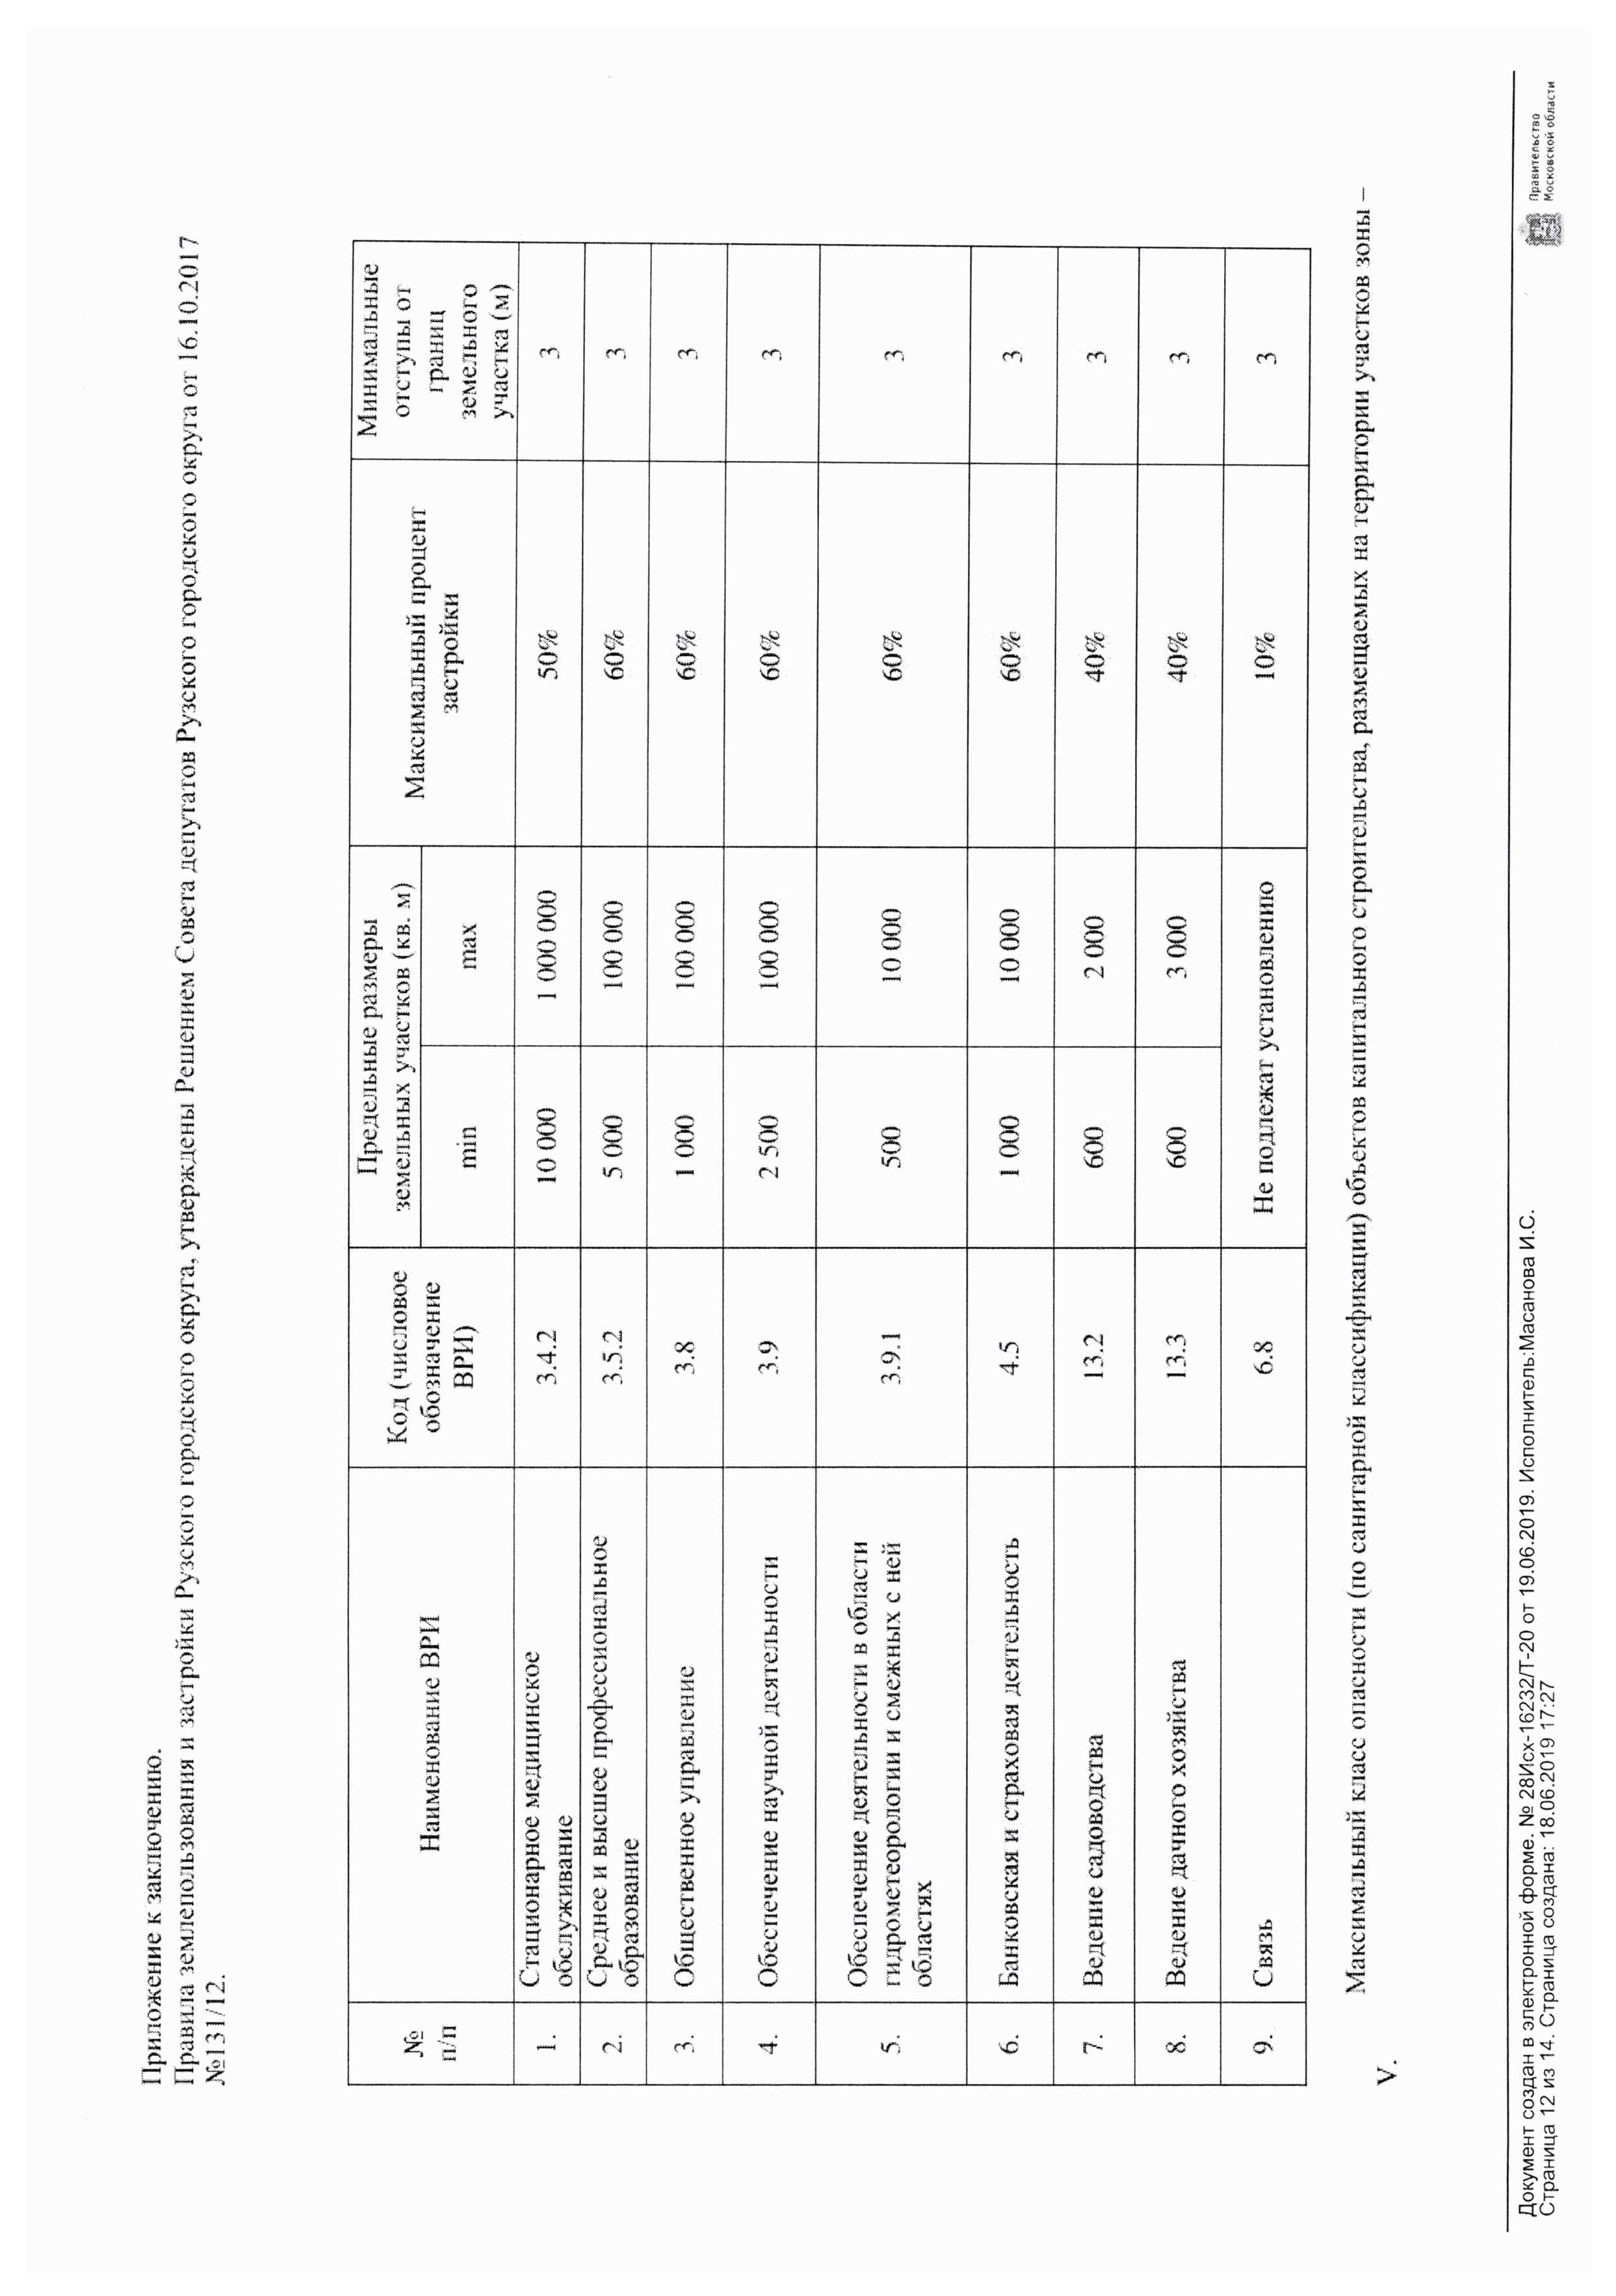 Приложение к заключению.
Правила землепользования и застройки Рузского городского округа, утверждены Решением Совета депутатов Рузского городского округа от 16.10.2017
№131/12.
№
п/п
Наименование ВРИ
Код (числовое
обозначение
ВРИ)
Предельные размеры
земельных участков (кв. м)
min
max
Максимальный процент
застройки
Минимальные
отступы от
границ
земельного
участка (м)
1. Стационарное медицинское
обслуживание
3.4.2 10 000 1 000 000 50% 3
2. Среднее и высшее профессиональное
образование
3.5.2 5 000 100 000 60% 3
3. Общественное управление 3.8 1 000 100 000 60% 3
4. Обеспечение научной деятельности 3.9 2 500 100 000 60% 3
5. Обеспечение деятельности в области
гидрометеорологии и смежных с ней
областях
3.9.1 500 10 000 60% 3
6. Банковская и страховая деятельность 4.5 1 000 10 000 60% 3
7. Ведение садоводства 13.2 600 2 000 40% 3
8. Ведение дачного хозяйства 13.3 600 3 000 40% 3
9. Связь 6.8 Не подлежат установлению 10% 3
Максимальный класс опасности (по санитарной классификации) объектов капитального строительства, размещаемых на территории участков зоны –
V.
Документ создан в электронной форме. № 28Исх-16232/Т-20 от 19.06.2019. Исполнитель:Масанова И.С.
Страница 12 из 14. Страница создана: 18.06.2019 17:27
Правительство
Московской области